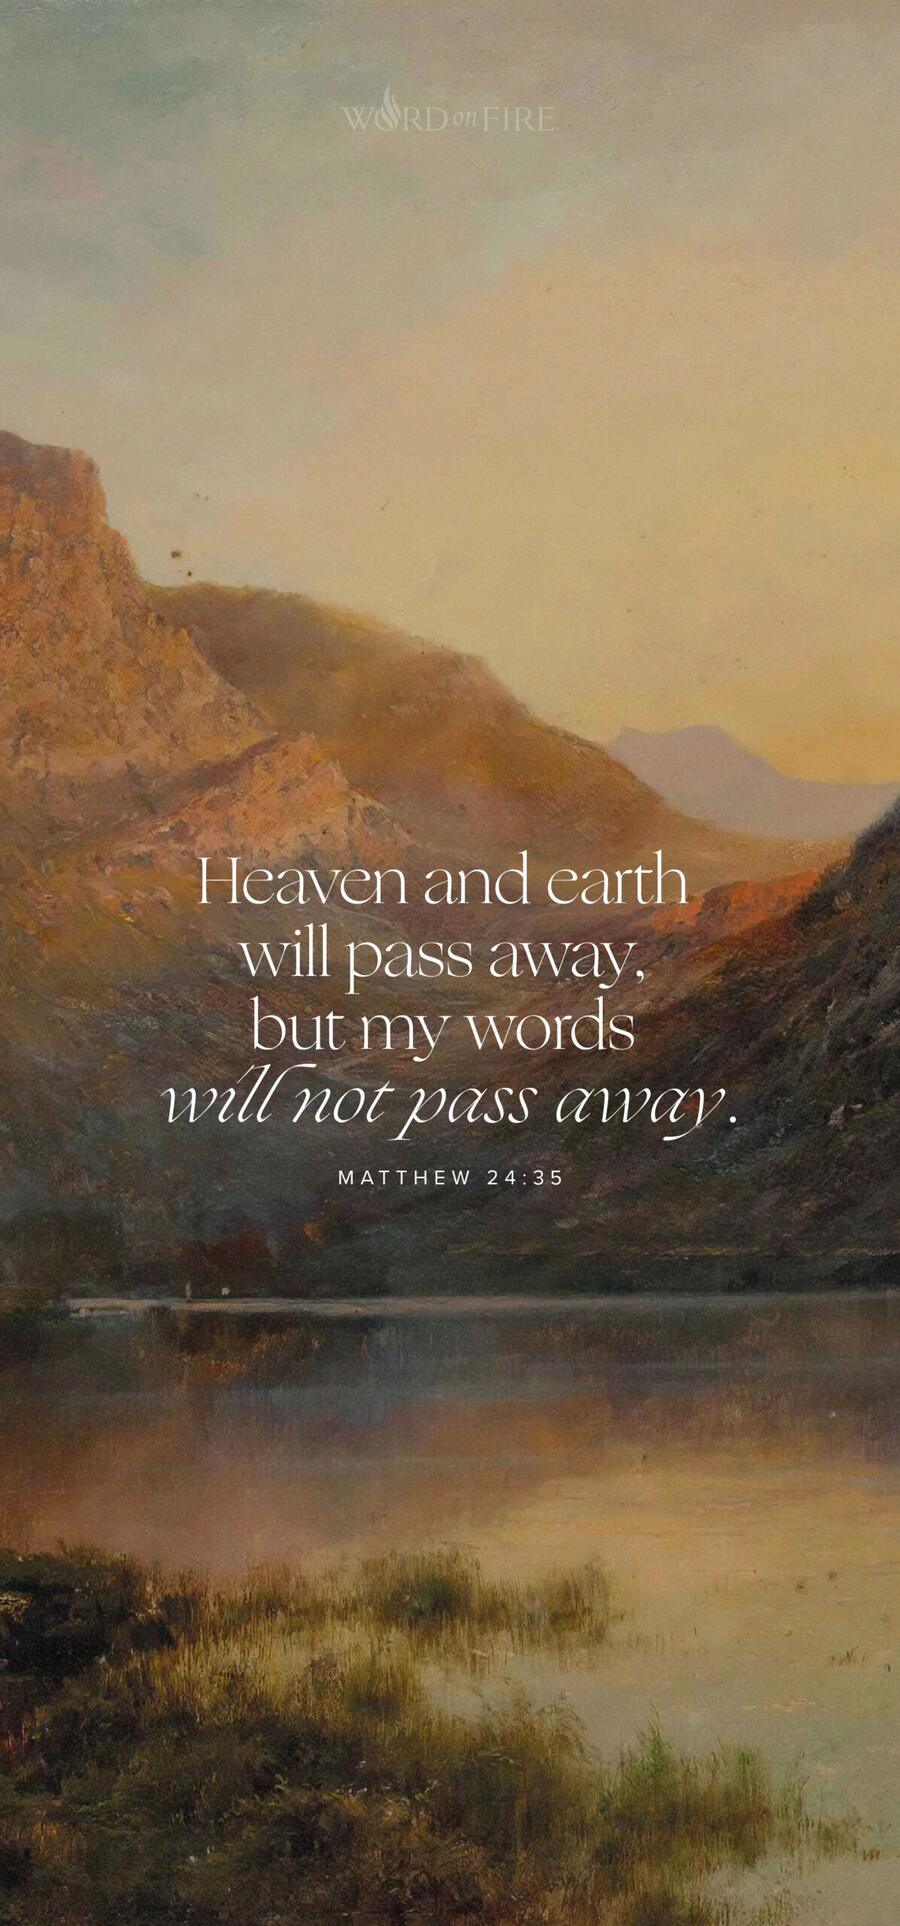 WORD on FIRE
Heaven and earth
will pass away,
but my words
will not pass away.
MATTHEW 24:35